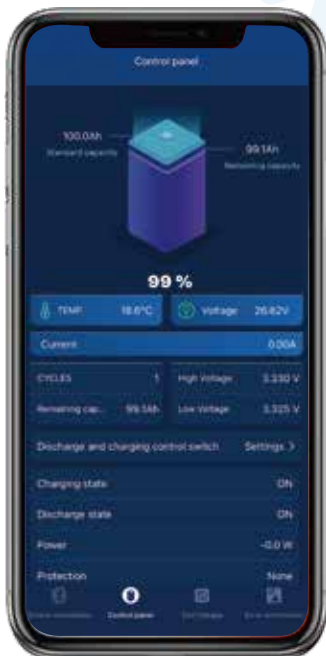 Control panel
100.0Ah
Standard capacity
99.1Ah
Remaining capacity
99 %
TEMP 18.6°C Voltage 26.62V
Current 0.00A
CYCLES 1 High Voltage 3.330 V
Remaining cap... 99.1Ah Low Voltage 3.325 V
Discharge and charging control switch Settings >
Charging state ON
Discharge state ON
Power -0.0 W
Protection None
Control panel